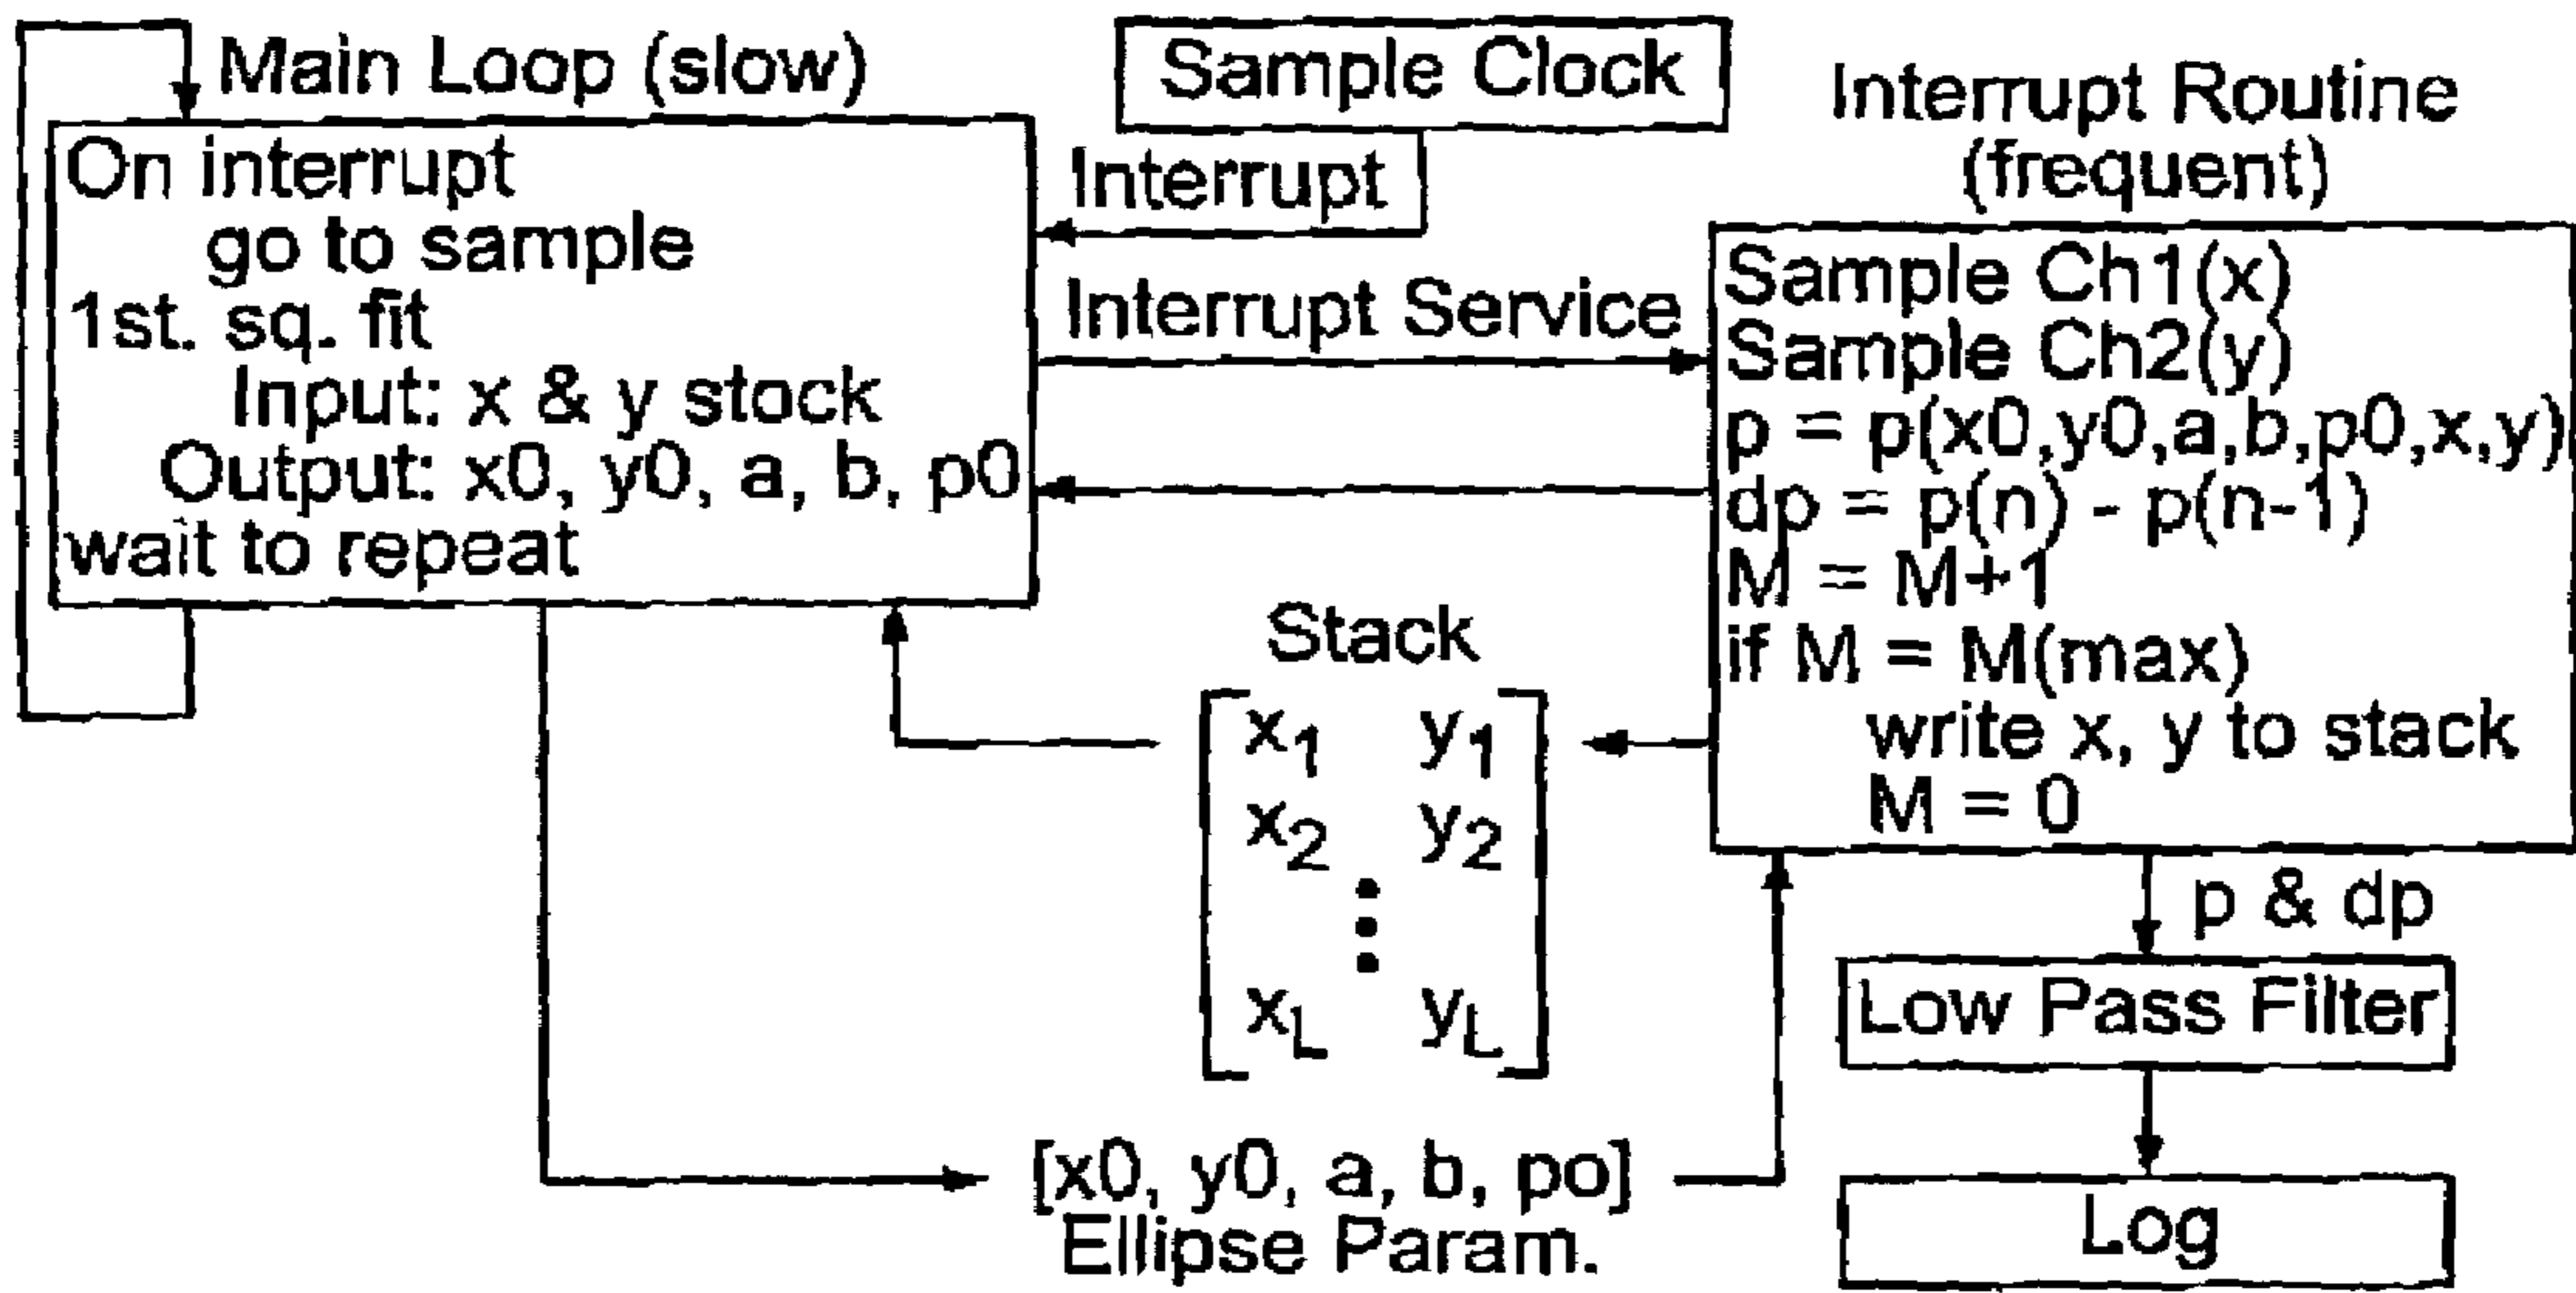 Main Loop (slow)
On interrupt
go to sample
1st. sq. fit
Input: x & y stock
Output: x0, y0, a, b, p0
wait to repeat
Sample Clock
Interrupt
Interrupt Service
Interrupt Routine
(frequent)
Sample Ch1(x)
Sample Ch2(y)
p = p(x0,y0,a,b,p0,x,y)
dp = p(n) - p(n-1)
M = M+1
if M = M(max)
write x, y to stack
M = 0
Stack
x₁ y₁
x₂ y₂
⋮
x_L y_L
p & dp
Low Pass Filter
Log
[x0, y0, a, b, po]
Ellipse Param.